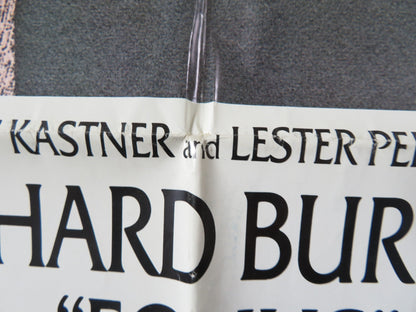 KASTNER and LESTER PE
HARD BUR